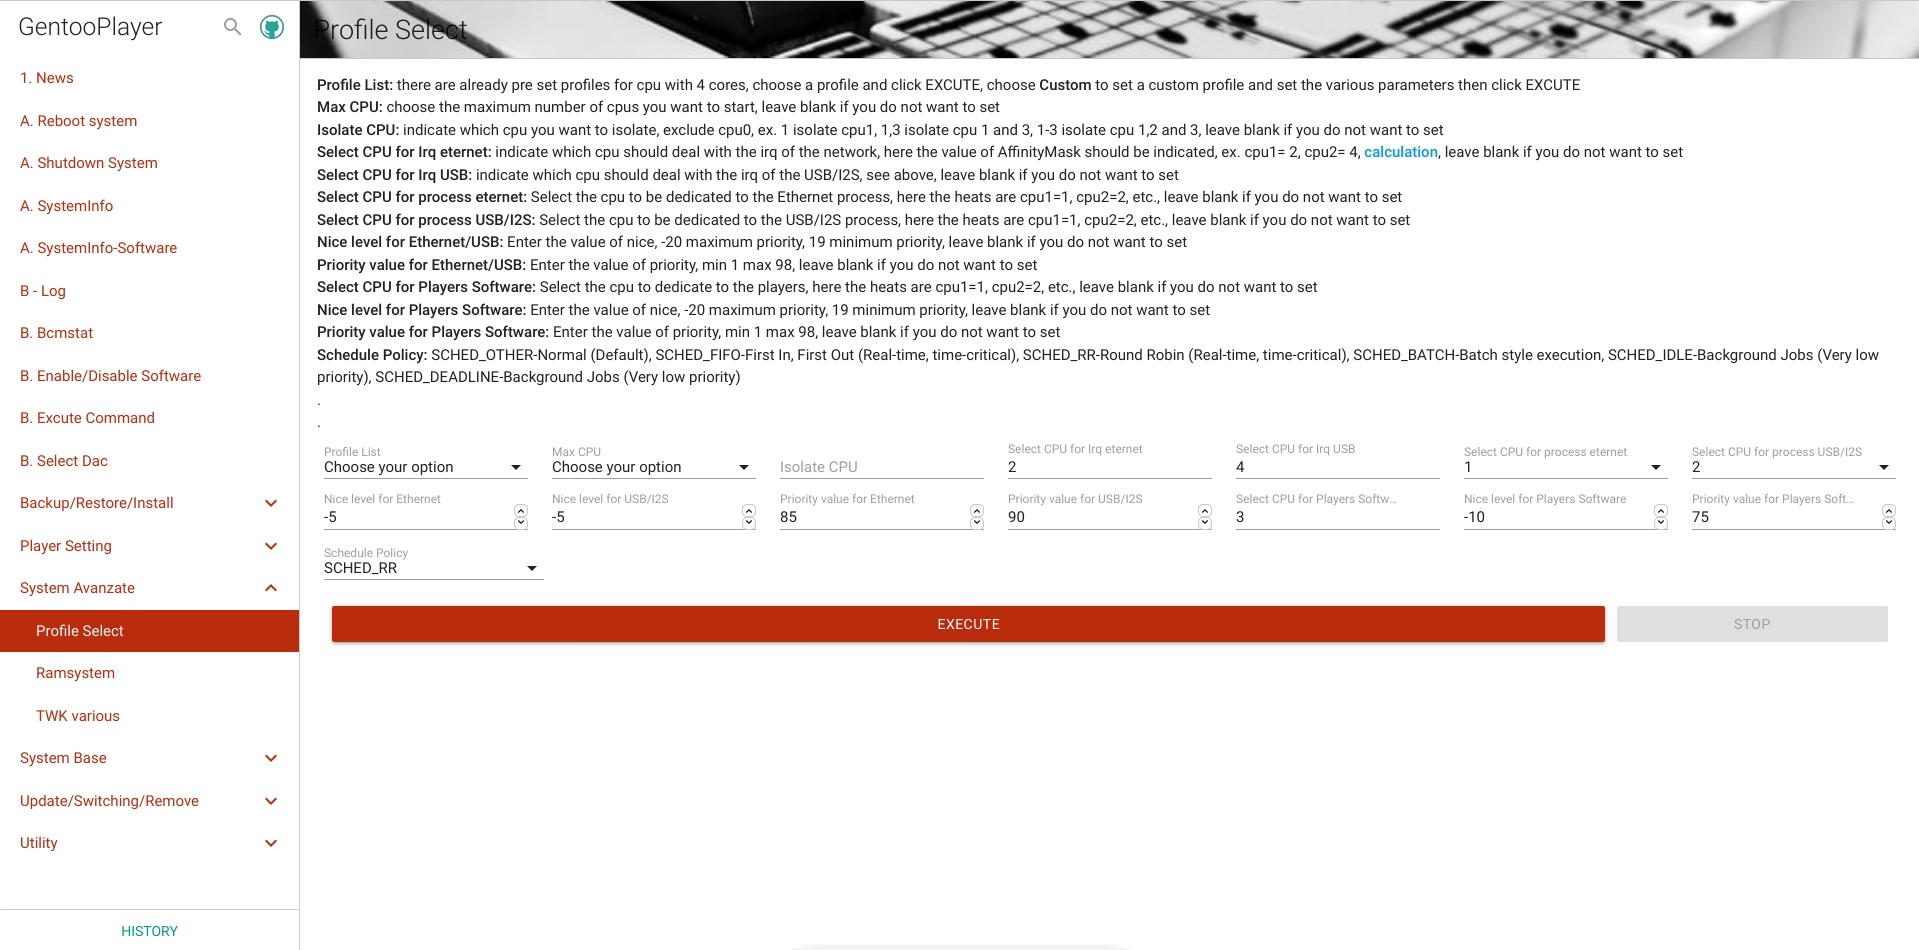 GentooPlayer
Profile Select
1. News
A. Reboot system
A. Shutdown System
A. SystemInfo
A. SystemInfo-Software
B - Log
B. Bcmstat
B. Enable/Disable Software
B. Excute Command
B. Select Dac
Backup/Restore/Install
Player Setting
System Avanzate
Profile Select
Ramsystem
TWK various
System Base
Update/Switching/Remove
Utility
HISTORY
Profile List: there are already pre set profiles for cpu with 4 cores, choose a profile and click EXCUTE, choose Custom to set a custom profile and set the various parameters then click EXCUTE
Max CPU: choose the maximum number of cpus you want to start, leave blank if you do not want to set
Isolate CPU: indicate which cpu you want to isolate, exclude cpu0, ex. 1 isolate cpu1, 1,3 isolate cpu 1 and 3, 1-3 isolate cpu 1,2 and 3, leave blank if you do not want to set
Select CPU for Irq eternet: indicate which cpu should deal with the irq of the network, here the value of AffinityMask should be indicated, ex. cpu1= 2, cpu2= 4, calculation, leave blank if you do not want to set
Select CPU for Irq USB: indicate which cpu should deal with the irq of the USB/I2S, see above, leave blank if you do not want to set
Select CPU for process eternet: Select the cpu to be dedicated to the Ethernet process, here the heats are cpu1=1, cpu2=2, etc., leave blank if you do not want to set
Select CPU for process USB/I2S: Select the cpu to be dedicated to the USB/I2S process, here the heats are cpu1=1, cpu2=2, etc., leave blank if you do not want to set
Nice level for Ethernet/USB: Enter the value of nice, -20 maximum priority, 19 minimum priority, leave blank if you do not want to set
Priority value for Ethernet/USB: Enter the value of priority, min 1 max 98, leave blank if you do not want to set
Select CPU for Players Software: Select the cpu to dedicate to the players, here the heats are cpu1=1, cpu2=2, etc., leave blank if you do not want to set
Nice level for Players Software: Enter the value of nice, -20 maximum priority, 19 minimum priority, leave blank if you do not want to set
Priority value for Players Software: Enter the value of priority, min 1 max 98, leave blank if you do not want to set
Schedule Policy: SCHED_OTHER-Normal (Default), SCHED_FIFO-First In, First Out (Real-time, time-critical), SCHED_RR-Round Robin (Real-time, time-critical), SCHED_BATCH-Batch style execution, SCHED_IDLE-Background Jobs (Very low
priority), SCHED_DEADLINE-Background Jobs (Very low priority)
.
.
Profile List Max CPU Select CPU for Irq eternet Select CPU for Irq USB Select CPU for process eternet Select CPU for process USB/I2S
Choose your option Choose your option Isolate CPU 2 4 1 2
Nice level for Ethernet Nice level for USB/I2S Priority value for Ethernet Priority value for USB/I2S Select CPU for Players Softw... Nice level for Players Software Priority value for Players Soft...
-5 -5 85 90 3 -10 75
Schedule Policy
SCHED_RR
EXECUTE STOP